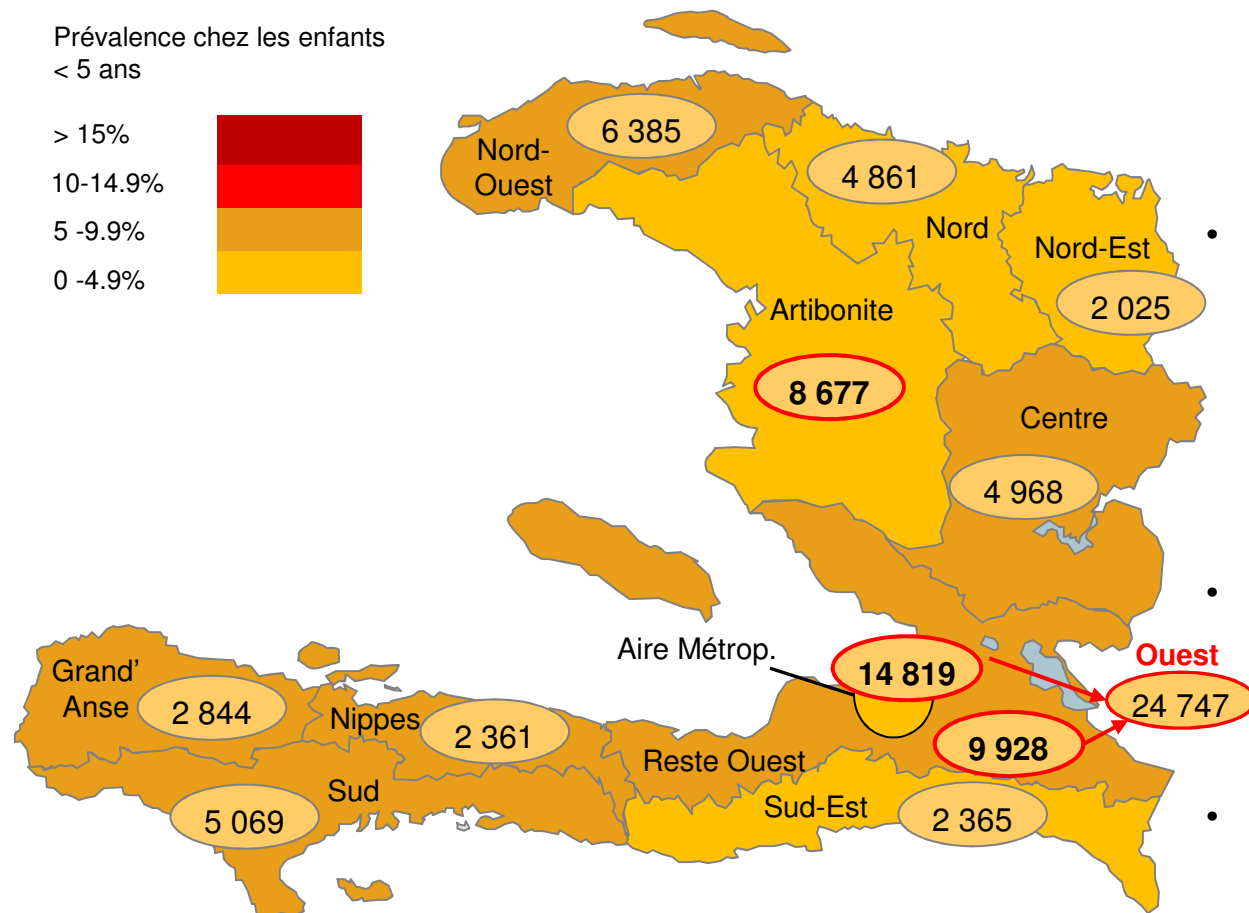 Prévalence chez les enfants
< 5 ans
> 15%
10-14.9%
5 -9.9%
0 -4.9%
6 385
Nord-
Ouest
4 861
Nord
Nord-Est
2 025
Artibonite
8 677
Centre
4 968
Aire Métrop.
14 819
Ouest
24 747
9 928
Grand'
Anse
2 844
Nippes
2 361
Reste Ouest
Sud
5 069
Sud-Est
2 365
•
•
•